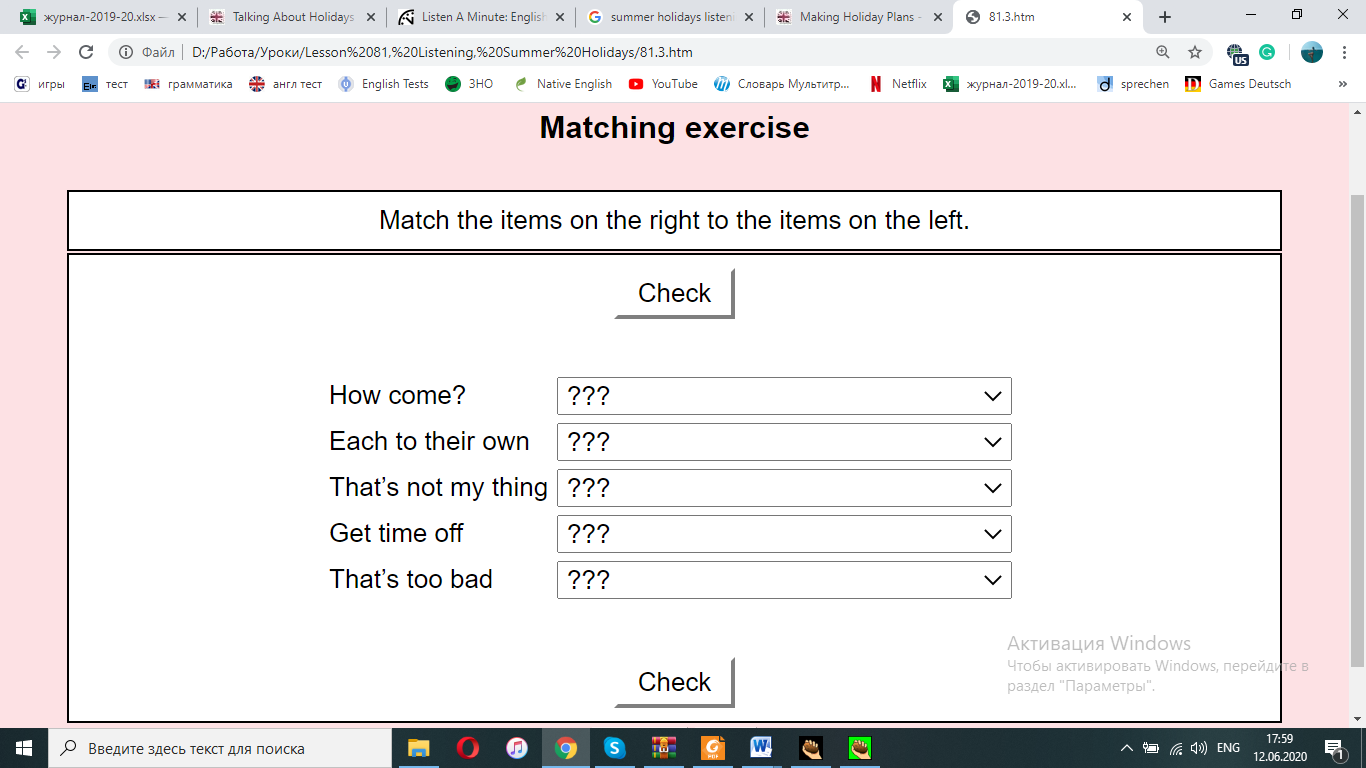 журнал-2019-20.xlsx —
Talking About Holidays
Listen A Minute: English
summer holidays listeni
Making Holiday Plans -
81.3.htm
Файл | D:/Работа/Уроки/Lesson%2081,%20Listening,%20Summer%20Holidays/81.3.htm
US
игры
тест
грамматика
англ тест
English Tests
ЗНО
Native English
YouTube
Словарь Мультитр...
Netflix
журнал-2019-20.xl...
sprechen
Games Deutsch
»
Matching exercise
Match the items on the right to the items on the left.
Check
How come? ???
Each to their own ???
That’s not my thing ???
Get time off ???
That’s too bad ???
Активация Windows
Чтобы активировать Windows, перейдите в
раздел "Параметры".
Check
Введите здесь текст для поиска
ENG
17:59
12.06.2020
1